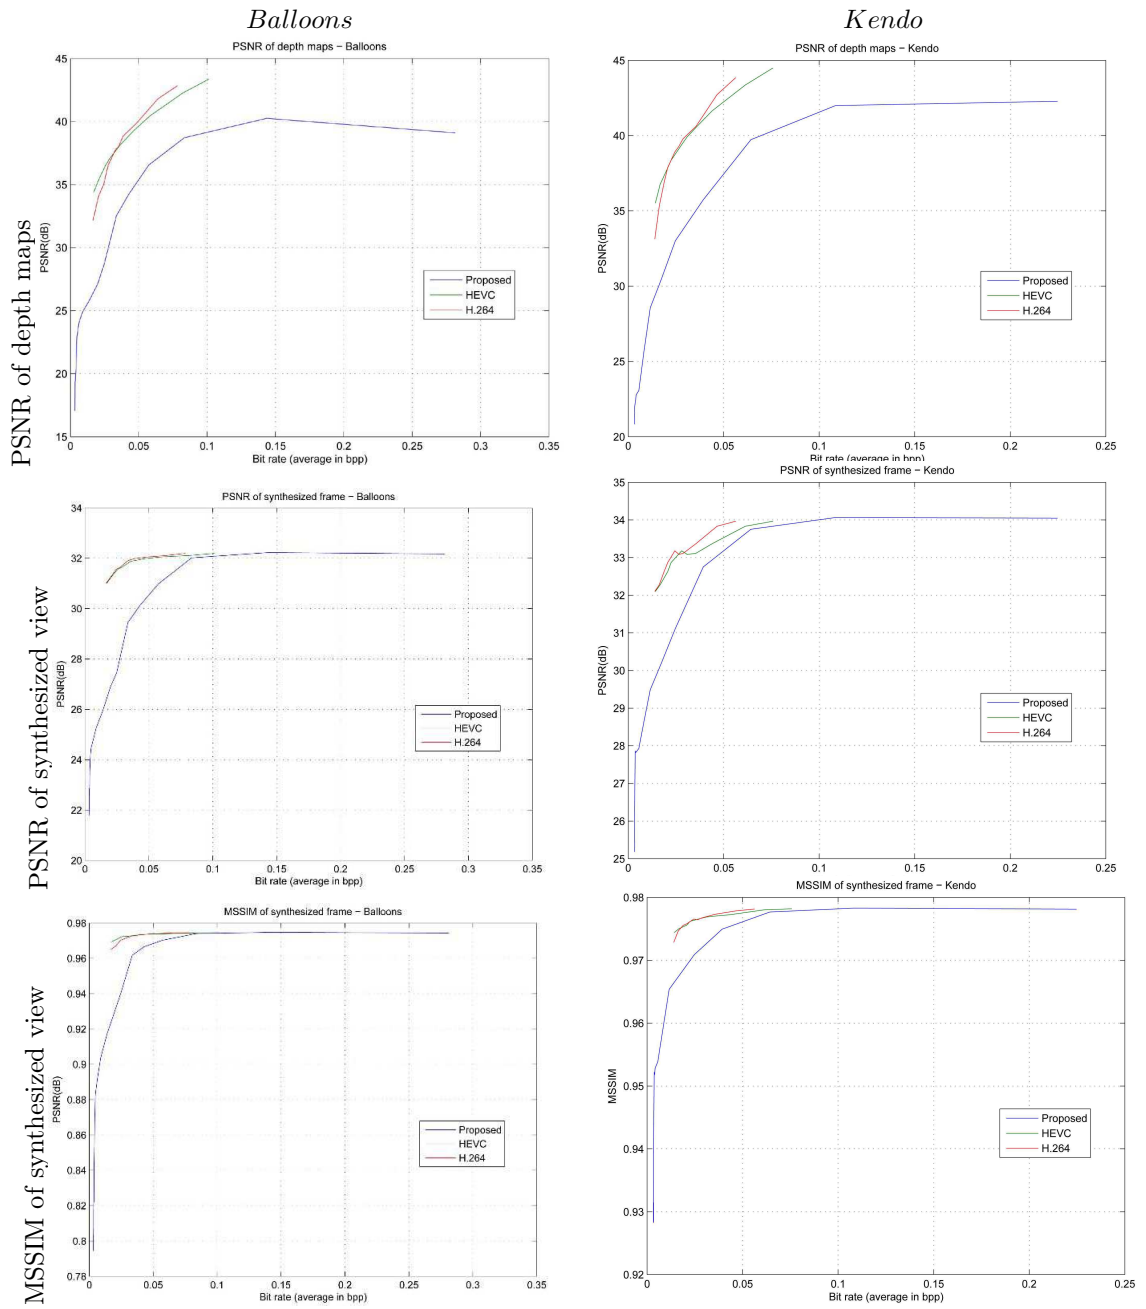 Balloons
Kendo
PSNR of depth maps
PSNR of depth maps − Balloons
45
40
35
30
25
20
15
PSNR(dB)
0 0.05 0.1 0.15 0.2 0.25 0.3 0.35
Bit rate (average in bpp)
Proposed
HEVC
H.264
PSNR of depth maps − Kendo
45
40
35
30
25
20
PSNR(dB)
0 0.05 0.1 0.15 0.2 0.25
Bit rate (average in bpp)
Proposed
HEVC
H.264
PSNR of synthesized view
PSNR of synthesized frame − Balloons
34
32
30
28
26
24
22
20
PSNR(dB)
0 0.05 0.1 0.15 0.2 0.25 0.3 0.35
Bit rate (average in bpp)
Proposed
HEVC
H.264
PSNR of synthesized frame − Kendo
35
34
33
32
31
30
29
28
27
26
25
PSNR(dB)
0 0.05 0.1 0.15 0.2 0.25
Bit rate (average in bpp)
Proposed
HEVC
H.264
MSSIM of synthesized view
MSSIM of synthesized frame − Balloons
0.98
0.96
0.94
0.92
0.9
0.88
0.86
0.84
0.82
0.8
0.78
PSNR(dB)
0 0.05 0.1 0.15 0.2 0.25 0.3 0.35
Bit rate (average in bpp)
Proposed
HEVC
H.264
MSSIM of synthesized frame − Kendo
0.98
0.97
0.96
0.95
0.94
0.93
0.92
MSSIM
0 0.05 0.1 0.15 0.2 0.25
Bit rate (average in bpp)
Proposed
HEVC
H.264